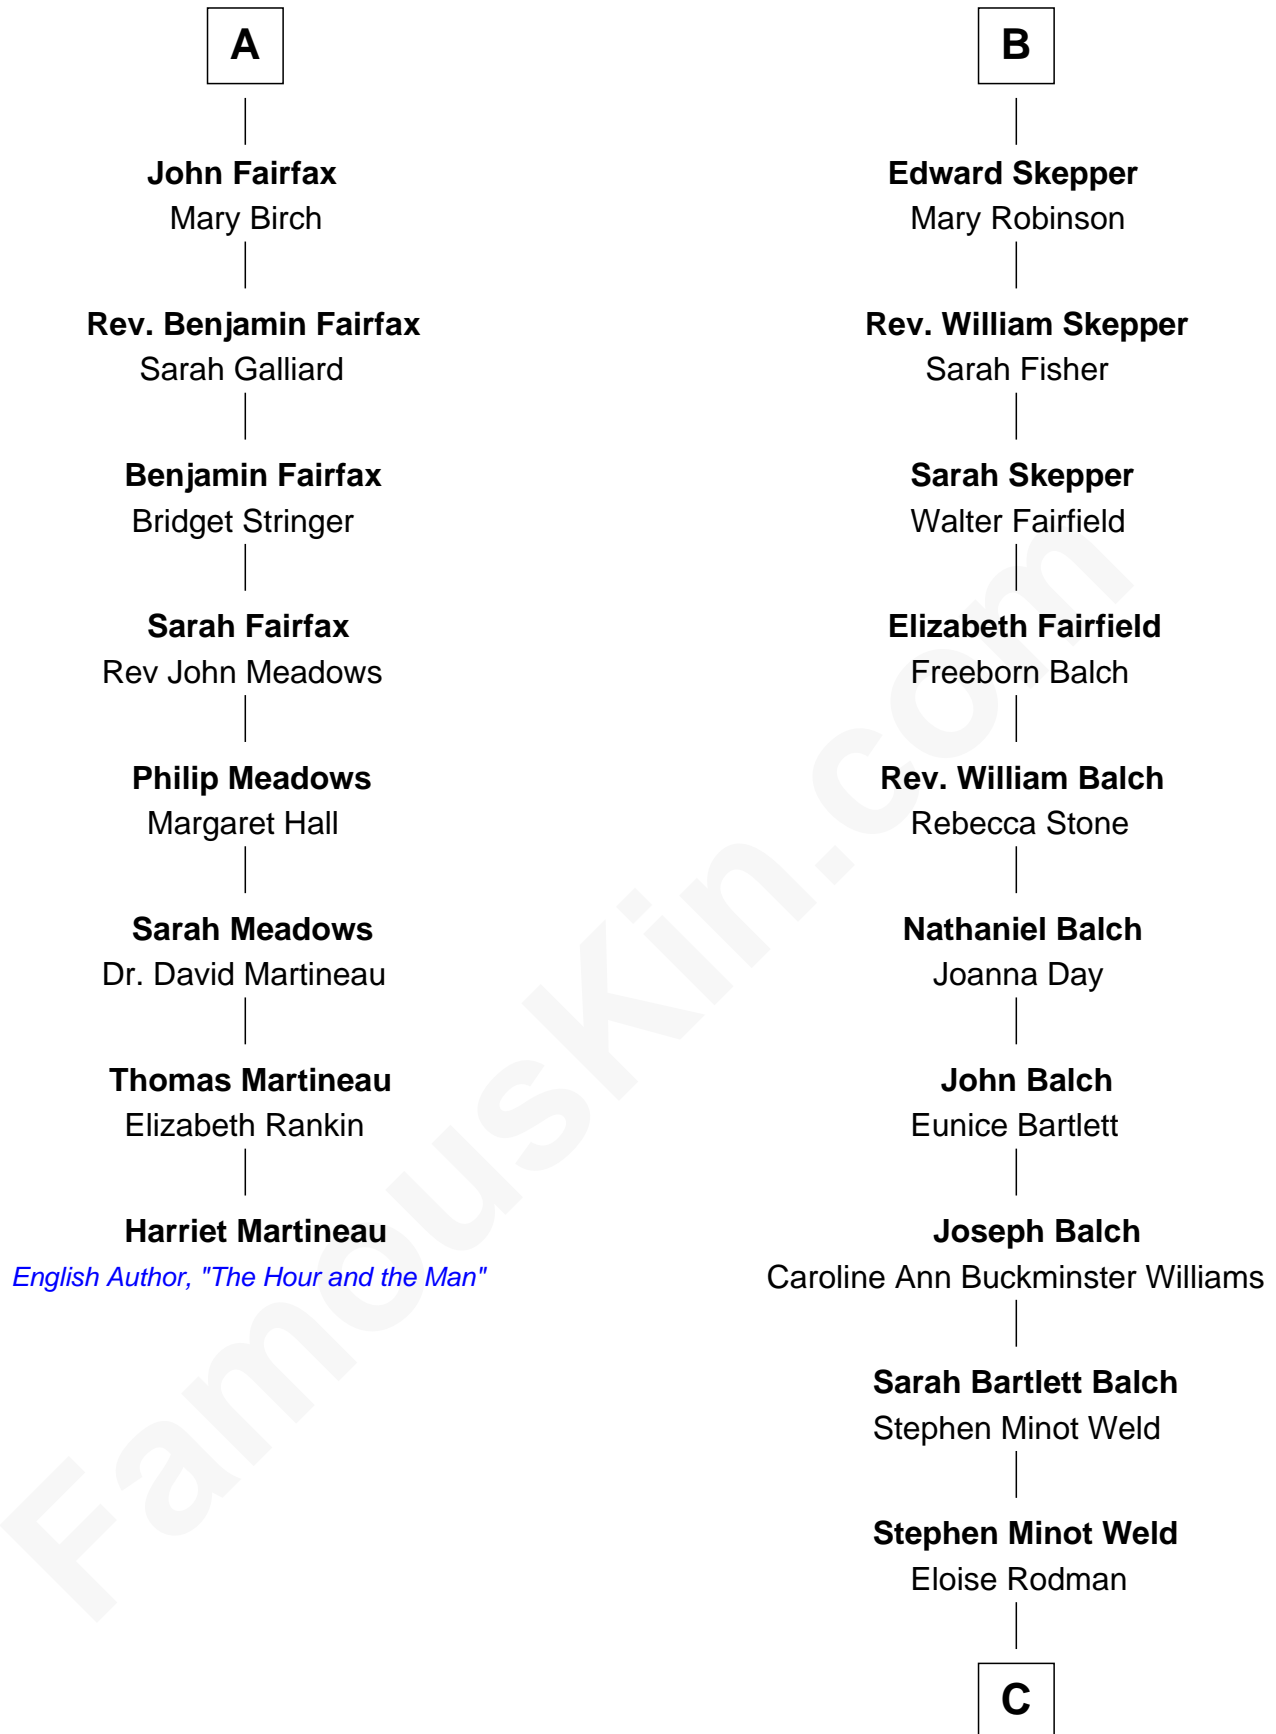 A
John Fairfax
Mary Birch
Rev. Benjamin Fairfax
Sarah Galliard
Benjamin Fairfax
Bridget Stringer
Sarah Fairfax
Rev John Meadows
Philip Meadows
Margaret Hall
Sarah Meadows
Dr. David Martineau
Thomas Martineau
Elizabeth Rankin
Harriet Martineau
English Author, "The Hour and the Man"
B
Edward Skepper
Mary Robinson
Rev. William Skepper
Sarah Fisher
Sarah Skepper
Walter Fairfield
Elizabeth Fairfield
Freeborn Balch
Rev. William Balch
Rebecca Stone
Nathaniel Balch
Joanna Day
John Balch
Eunice Bartlett
Joseph Balch
Caroline Ann Buckminster Williams
Sarah Bartlett Balch
Stephen Minot Weld
Stephen Minot Weld
Eloise Rodman
C
FamousKin.com